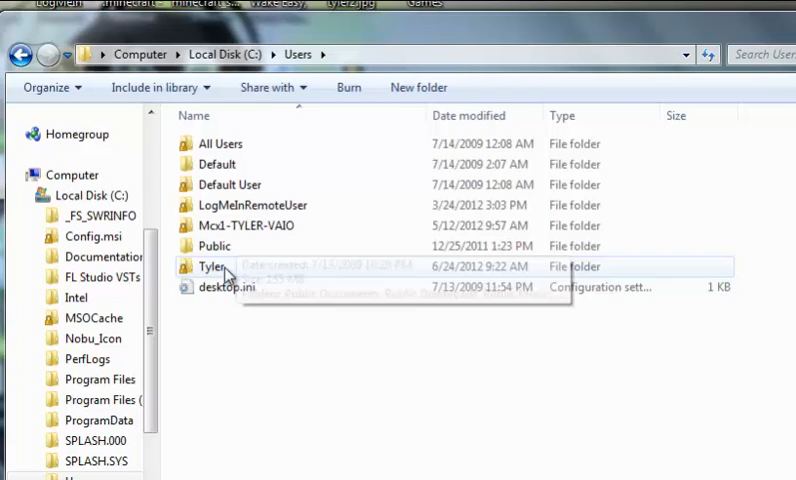 LogMeIn .minecraft minecraft_s... Wake Easy tyler2jpg Games
Computer Local Disk (C:) Users Search User
Organize Include in library Share with Burn New folder
Name Date modified Type Size
Homegroup
Computer
Local Disk (C:)
_FS_SWRINFO
Config.msi
Documentation
FL Studio VSTs
Intel
MSOCache
Nobu_Icon
PerfLogs
Program Files
Program Files (
ProgramData
SPLASH.000
SPLASH.SYS
All Users 7/14/2009 12:08 AM File folder
Default 7/14/2009 2:07 AM File folder
Default User 7/14/2009 12:08 AM File folder
LogMeInRemoteUser 3/24/2012 3:03 PM File folder
Mcx1-TYLER-VAIO 5/12/2012 9:57 AM File folder
Public 12/25/2011 1:23 PM File folder
Tyler 6/24/2012 9:22 AM File folder
desktop.ini 7/13/2009 11:54 PM Configuration sett... 1 KB